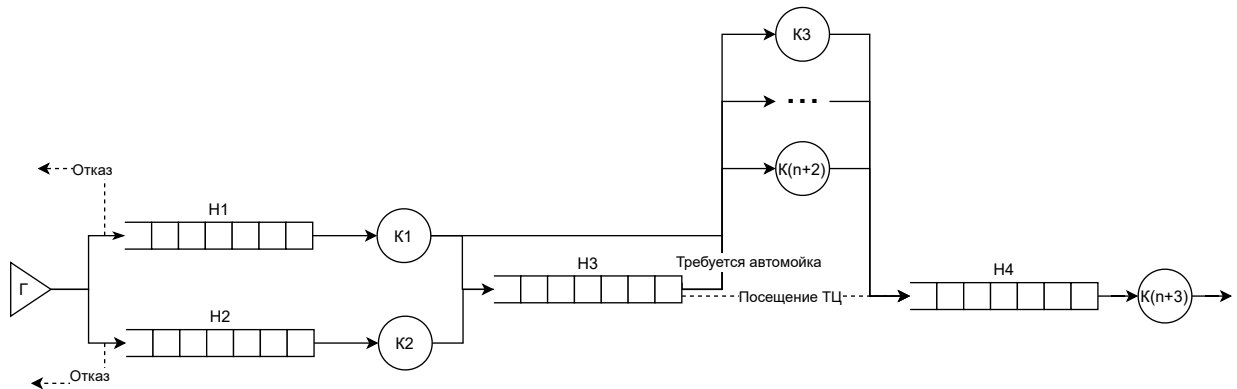 К3
К(n+2)
Отказ
Н1
К1
Г
Н3
Требуется автомойка
Н4
Посещение ТЦ
К(n+3)
Н2
К2
Отказ